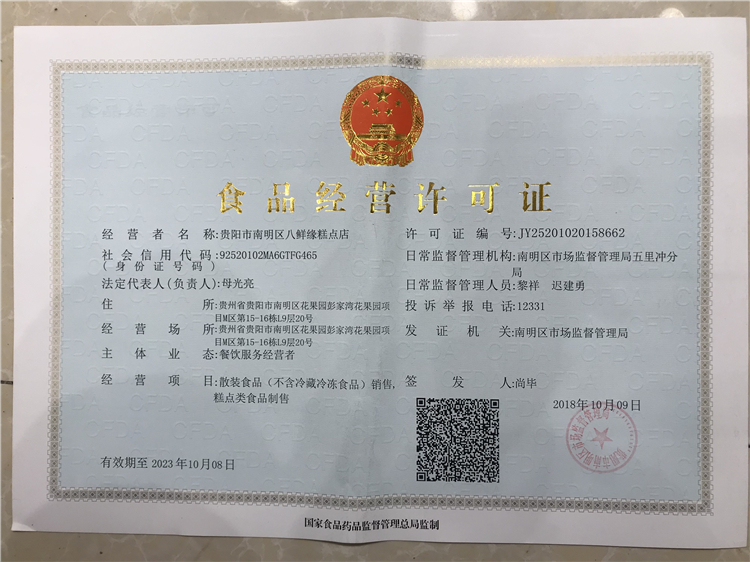 食品经营许可证
经营者名称:贵阳市南明区八鲜缘糕点店
社会信用代码:92520102MA6GTFG465
(身份证号码)
法定代表人(负责人):母光亮
住所:贵州省贵阳市南明区花果园彭家湾花果园项
目M区第15-16栋L9层20号
经营场所:贵州省贵阳市南明区花果园彭家湾花果园项
目M区第15-16栋L9层20号
主体业态:餐饮服务经营者
经营项目:散装食品(不含冷藏冷冻食品)销售,
糕点类食品制售
有效期至 2023年10月08日
许可证编号:JY25201020158662
日常监督管理机构:南明区市场监督管理局五里冲分
局
日常监督管理人员:黎祥 迟建勇
投诉举报电话:12331
发证机关:南明区市场监督管理局
签发人:尚毕
2018年10月09日
国家食品药品监督管理总局监制